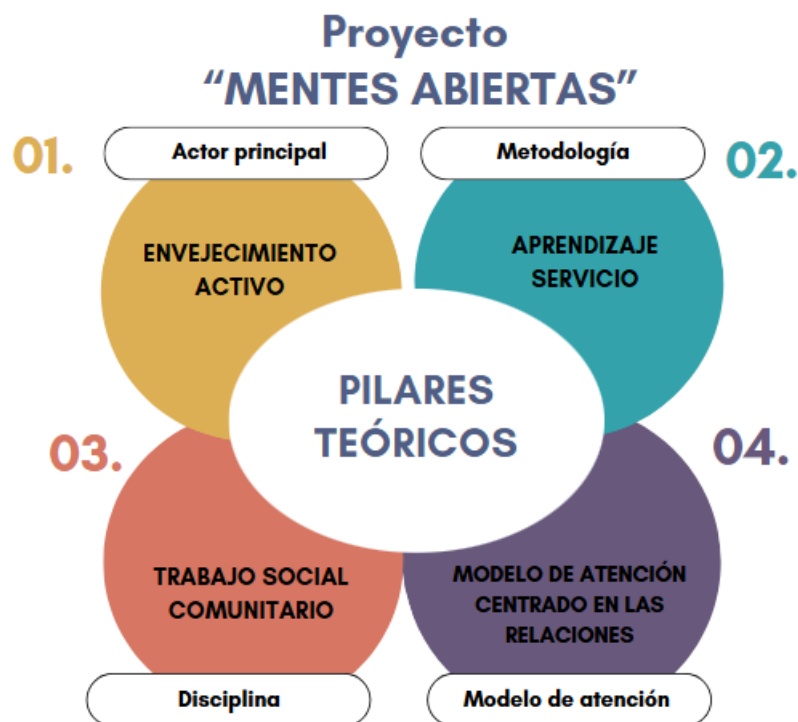 Proyecto
“MENTES ABIERTAS”
01.
Actor principal
ENVEJECIMIENTO
ACTIVO
Metodología
02.
APRENDIZAJE
SERVICIO
PILARES
TEÓRICOS
03.
TRABAJO SOCIAL
COMUNITARIO
Disciplina
04.
MODELO DE ATENCIÓN
CENTRADO EN LAS
RELACIONES
Modelo de atención